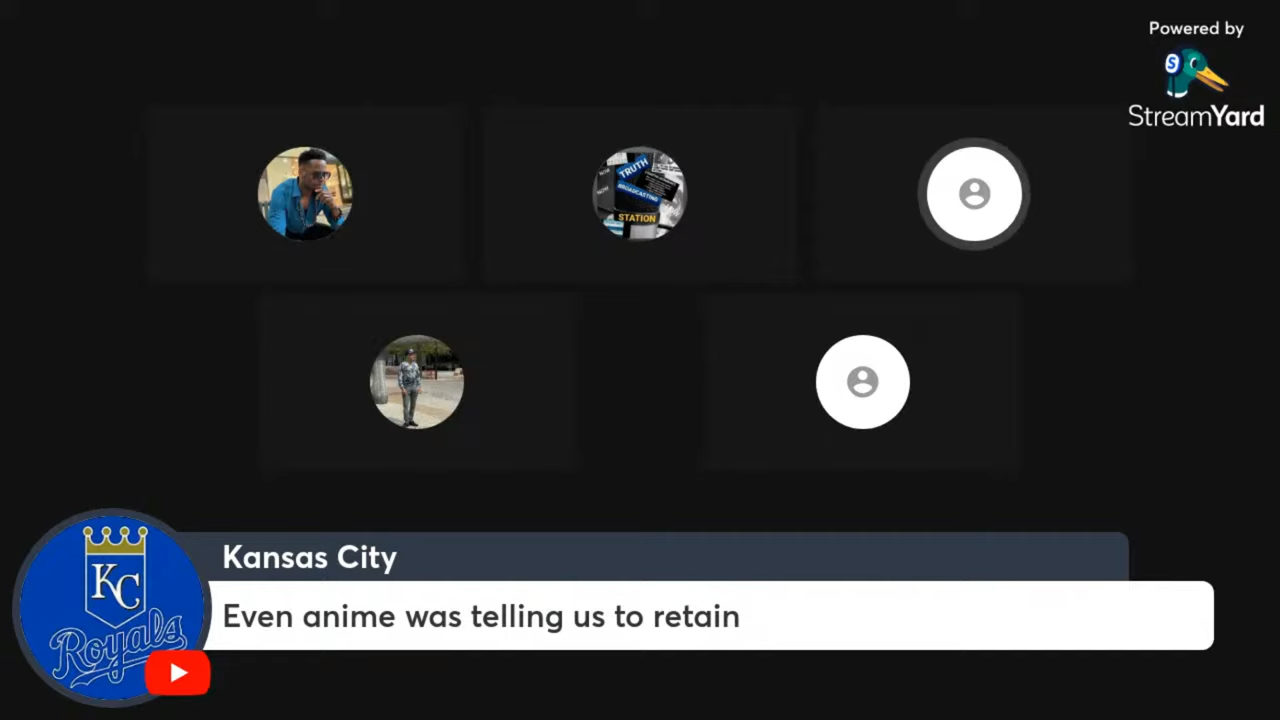 Powered by
StreamYard
S
TRUTH
BROADCASTING
STATION
Kansas City
KC
Royals
Even anime was telling us to retain